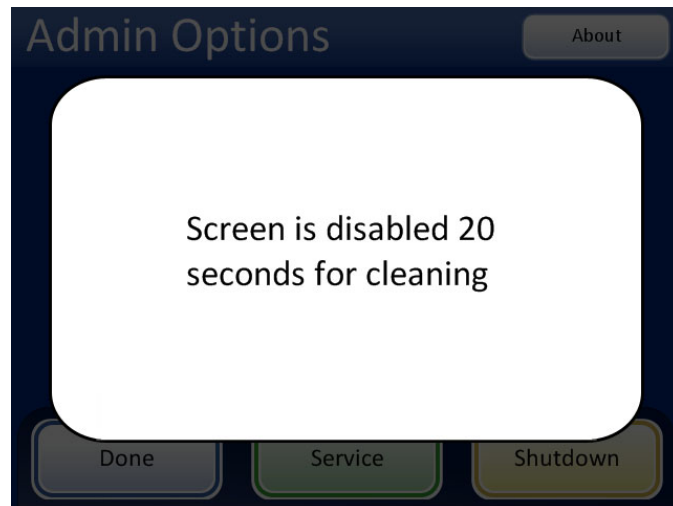 Admin Options
About
Screen is disabled 20
seconds for cleaning
Done
Service
Shutdown